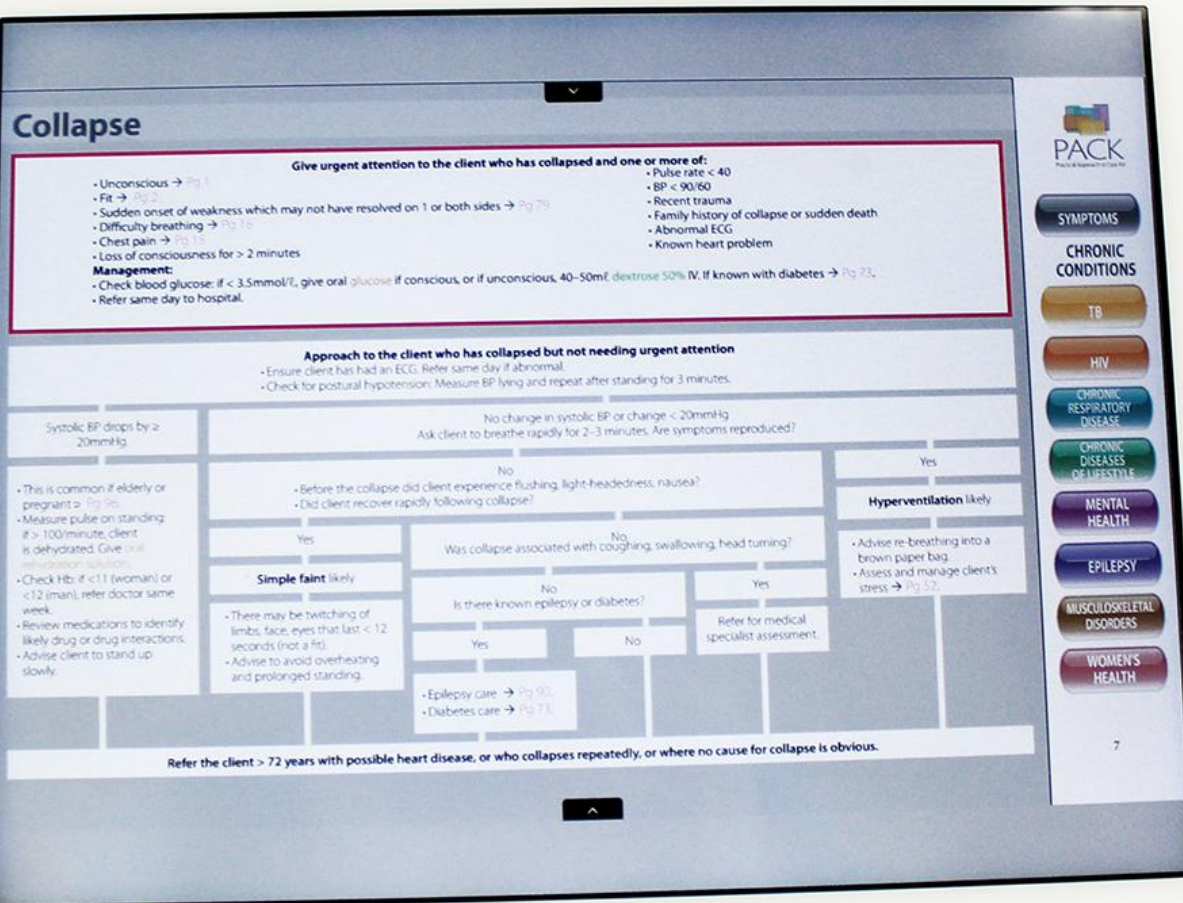 Collapse
Give urgent attention to the client who has collapsed and one or more of:
• Unconscious → Pg 1
• Fit → Pg 2
• Sudden onset of weakness which may not have resolved on 1 or both sides → Pg 79
• Difficulty breathing → Pg 16
• Chest pain → Pg 15
• Loss of consciousness for > 2 minutes
• Pulse rate < 40
• BP < 90/60
• Recent trauma
• Family history of collapse or sudden death
• Abnormal ECG
• Known heart problem
Management:
• Check blood glucose: if < 3.5mmol/ℓ, give oral glucose if conscious, or if unconscious, 40–50mℓ dextrose 50% IV. If known with diabetes → Pg 73.
• Refer same day to hospital.
Approach to the client who has collapsed but not needing urgent attention
• Ensure client has had an ECG. Refer same day if abnormal.
• Check for postural hypotension: Measure BP lying and repeat after standing for 3 minutes.
Systolic BP drops by ≥
20mmHg.
• This is common if elderly or
pregnant Pg 96.
• Measure pulse on standing:
if > 100/minute, client
is dehydrated. Give oral
rehydration solution.
• Check Hb: if <11 (woman) or
<12 (man), refer doctor same
week.
• Review medications to identify
likely drug or drug interactions.
• Advise client to stand up
slowly.
No change in systolic BP or change < 20mmHg
Ask client to breathe rapidly for 2–3 minutes. Are symptoms reproduced?
No
• Before the collapse did client experience flushing, light-headedness, nausea?
• Did client recover rapidly following collapse?
Yes
Simple faint likely
• There may be twitching of
limbs, face, eyes that last < 12
seconds (not a fit).
• Advise to avoid overheating
and prolonged standing.
No
Was collapse associated with coughing, swallowing, head turning?
No
Is there known epilepsy or diabetes?
Yes
• Epilepsy care → Pg 90.
• Diabetes care → Pg 73.
No
Yes
Refer for medical
specialist assessment.
Yes
Hyperventilation likely
• Advise re-breathing into a
brown paper bag.
• Assess and manage client's
stress → Pg 52.
Refer the client > 72 years with possible heart disease, or who collapses repeatedly, or where no cause for collapse is obvious.
PACK
SYMPTOMS
CHRONIC
CONDITIONS
TB
HIV
CHRONIC
RESPIRATORY
DISEASE
CHRONIC
DISEASES
OF LIFESTYLE
MENTAL
HEALTH
EPILEPSY
MUSCULOSKELETAL
DISORDERS
WOMEN'S
HEALTH
7